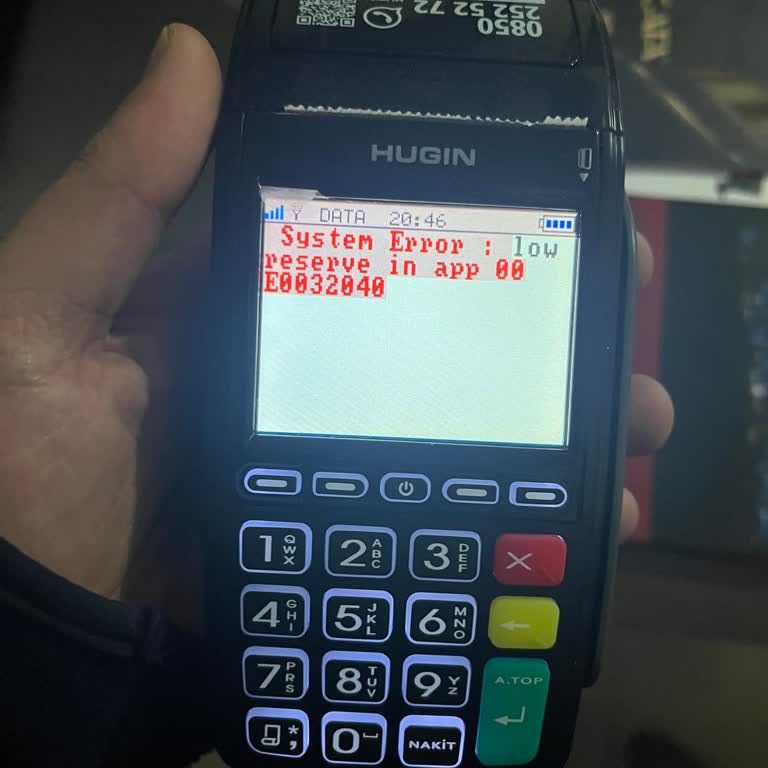 0850
252 52 72
HUGIN
DATA 20:46
System Error : low
reserve in app 00
E0032040
1 QWX 2 ABC 3 DEF X
4 GHI 5 JKL 6 MNO ←
7 PRS 8 TUV 9 YZ A.TOP
*, 0 NAKİT